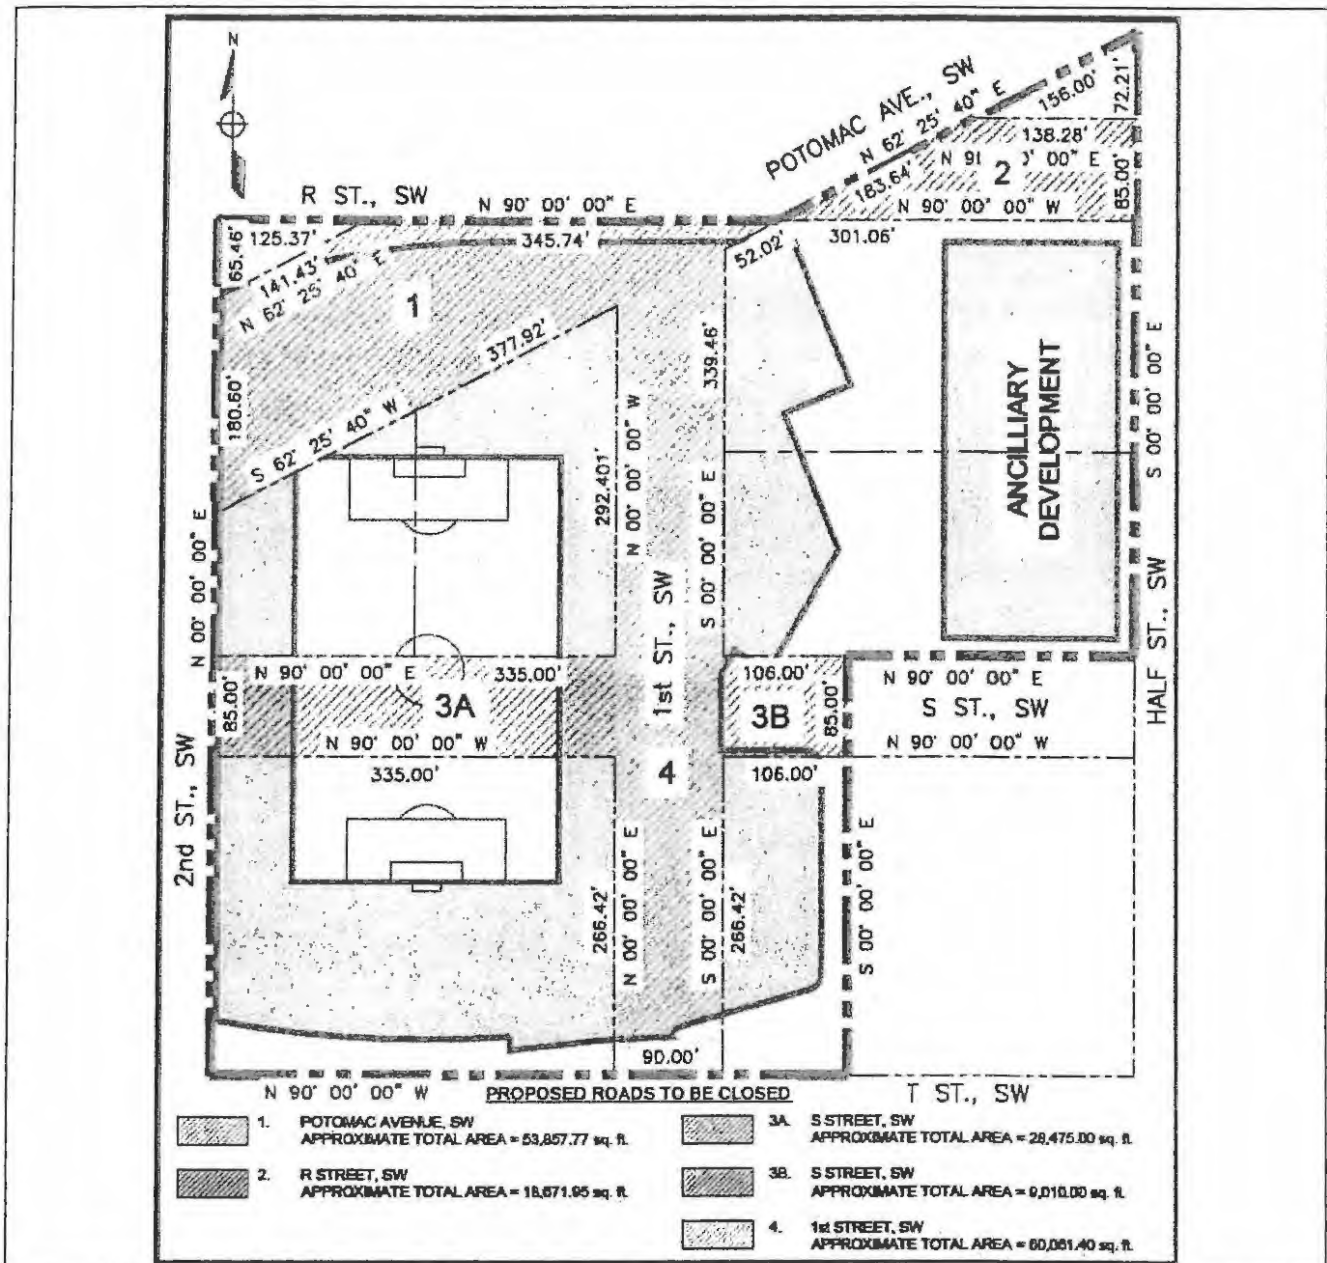 N
POTOMAC AVE., SW
N 62' 25' 40" E
156.00'
72.21'
138.28'
183.64'
2
85.00'
N 90' 00' 00" W
R ST., SW
N 90' 00' 00" E
125.37'
345.74'
52.02'
301.06'
65.46'
141.43'
N 62' 25' 40" E
1
377.92'
339.46'
180.60'
S 62' 25' 40" W
292.401'
N 00' 00' 00" W
S 00' 00' 00" E
S 00' 00' 00" E
ANCILLIARY
DEVELOPMENT
N 00' 00' 00" E
1st ST., SW
HALF ST., SW
N 90' 00' 00" E
335.00'
106.00'
N 90' 00' 00" E
85.00'
3A
3B
85.00'
S ST., SW
N 90' 00' 00" W
N 90' 00' 00" W
335.00'
4
106.00'
2nd ST., SW
266.42'
N 00' 00' 00" E
S 00' 00' 00" E
266.42'
S 00' 00' 00" E
90.00'
N 90' 00' 00" W
PROPOSED ROADS TO BE CLOSED
T ST., SW
1. POTOMAC AVENUE, SW
APPROXIMATE TOTAL AREA = 53,857.77 sq. ft.
2. R STREET, SW
APPROXIMATE TOTAL AREA = 18,671.95 sq. ft.
3A. S STREET, SW
APPROXIMATE TOTAL AREA = 28,475.00 sq. ft.
3B. S STREET, SW
APPROXIMATE TOTAL AREA = 9,010.00 sq. ft.
4. 1st STREET, SW
APPROXIMATE TOTAL AREA = 60,061.40 sq. ft.